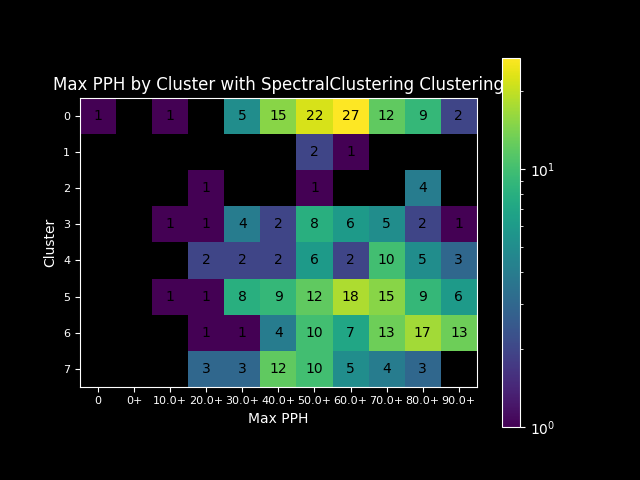 Max PPH by Cluster with SpectralClustering Clustering
0 1 1 5 15 22 27 12 9 2
1 2 1
2 1 1 4
3 1 1 4 2 8 6 5 2 1
4 2 2 2 6 2 10 5 3
5 1 1 8 9 12 18 15 9 6
6 1 1 4 10 7 13 17 13
7 3 3 12 10 5 4 3
0 0+ 10.0+ 20.0+ 30.0+ 40.0+ 50.0+ 60.0+ 70.0+ 80.0+ 90.0+
Max PPH
Cluster
10¹
10⁰